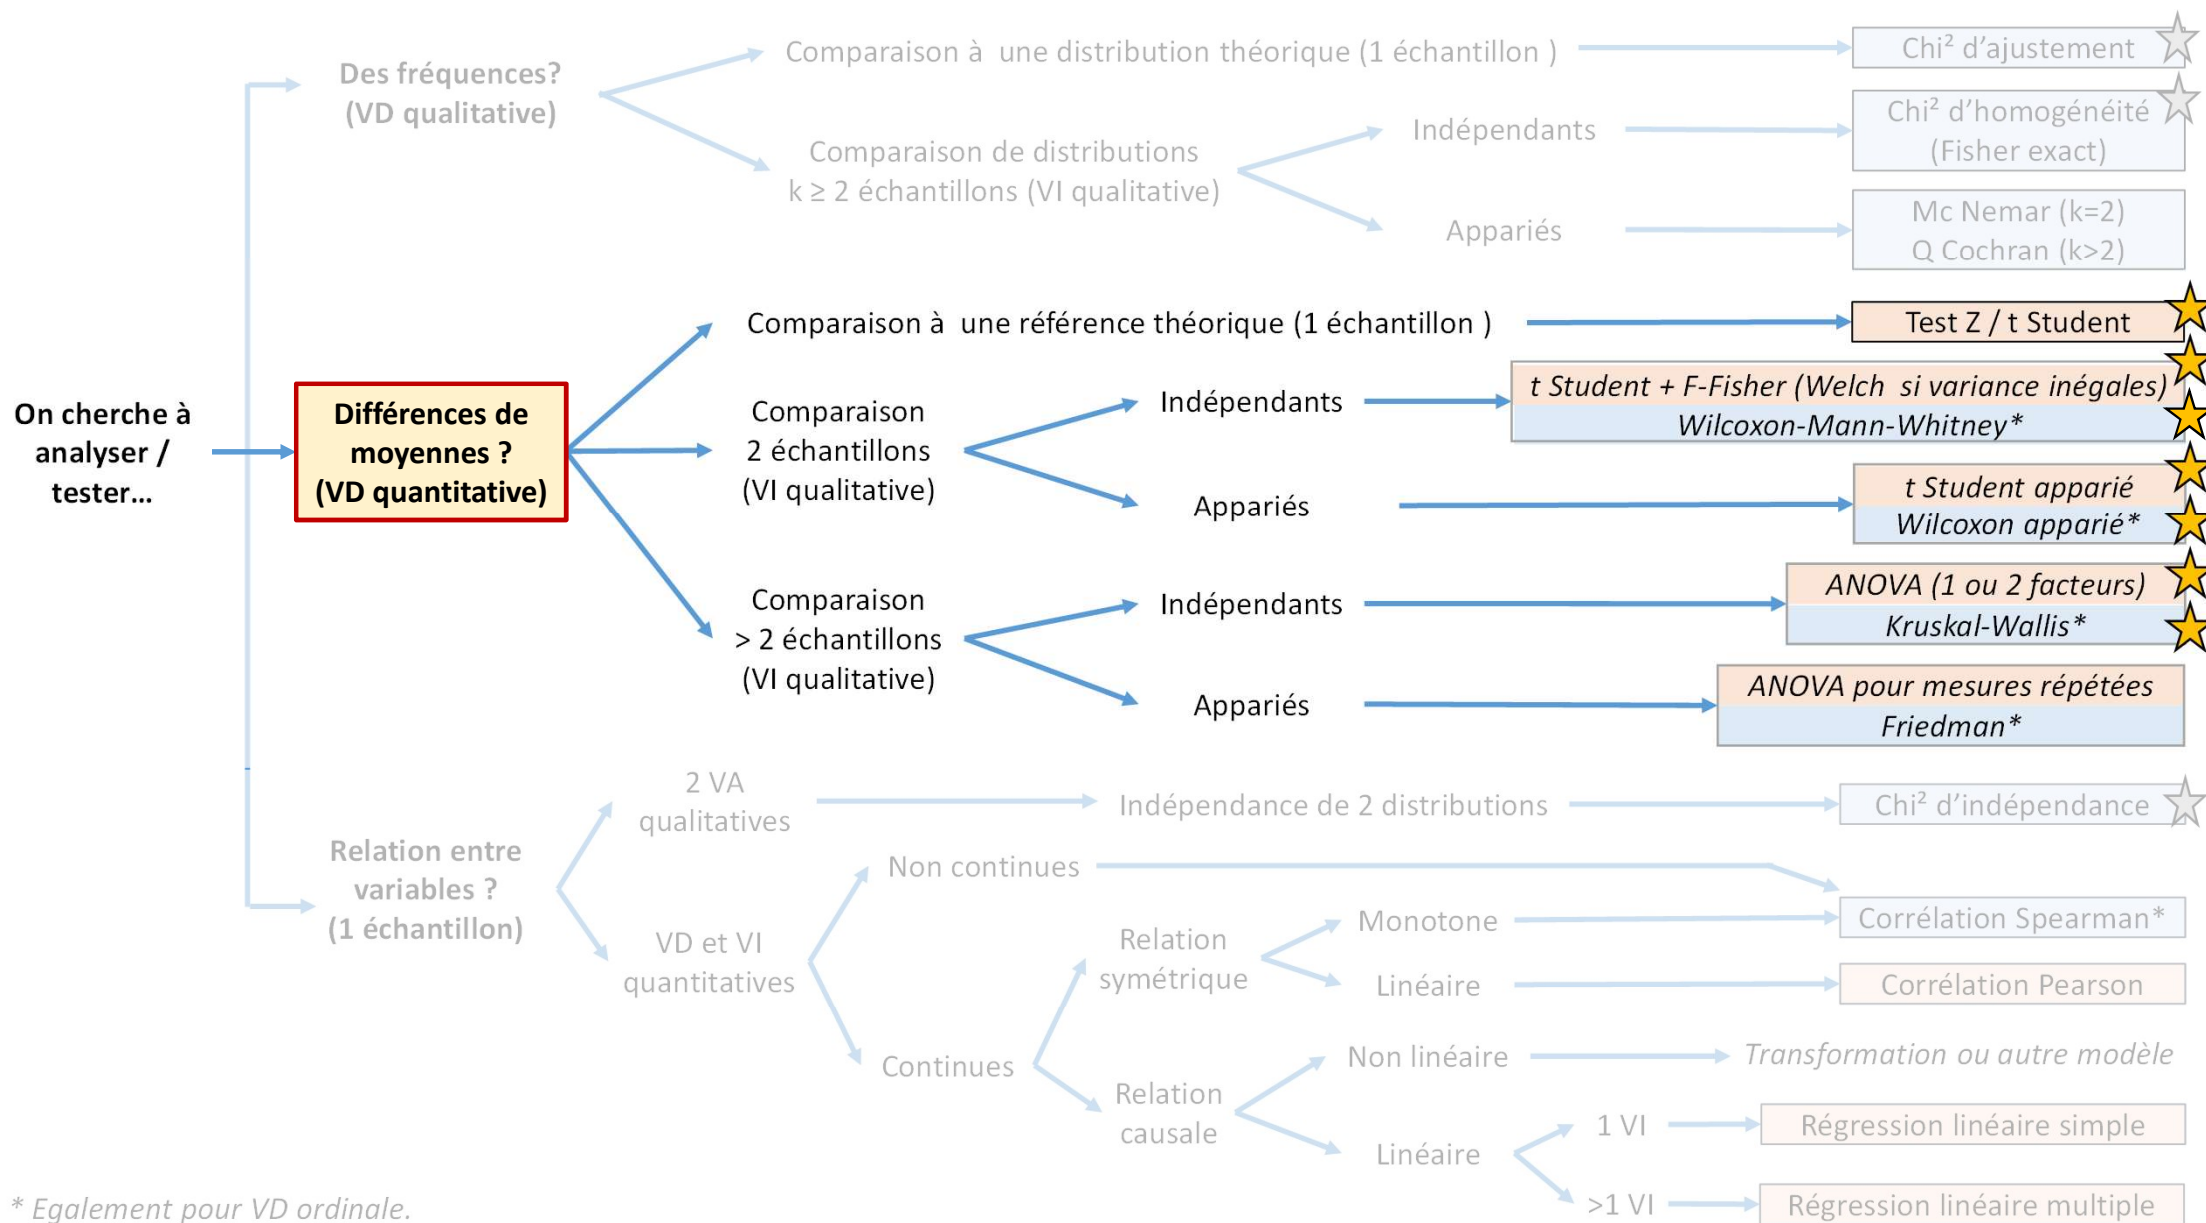 Des fréquences?
(VD qualitative)
Comparaison à une distribution théorique (1 échantillon )
Chi² d'ajustement
Comparaison de distributions
k ≥ 2 échantillons (VI qualitative)
Indépendants
Chi² d'homogénéité
(Fisher exact)
Appariés
Mc Nemar (k=2)
Q Cochran (k>2)
On cherche à
analyser /
tester...
Différences de
moyennes ?
(VD quantitative)
Comparaison à une référence théorique (1 échantillon )
Test Z / t Student
Comparaison
2 échantillons
(VI qualitative)
Indépendants
t Student + F-Fisher (Welch si variance inégales)
Wilcoxon-Mann-Whitney*
Appariés
t Student apparié
Wilcoxon apparié*
Comparaison
> 2 échantillons
(VI qualitative)
Indépendants
ANOVA (1 ou 2 facteurs)
Kruskal-Wallis*
Appariés
ANOVA pour mesures répétées
Friedman*
Relation entre
variables ?
(1 échantillon)
2 VA
qualitatives
Indépendance de 2 distributions
Chi² d'indépendance
VD et VI
quantitatives
Non continues
Continues
Relation
symétrique
Monotone
Corrélation Spearman*
Linéaire
Corrélation Pearson
Relation
causale
Non linéaire
Transformation ou autre modèle
Linéaire
1 VI
Régression linéaire simple
>1 VI
Régression linéaire multiple
* Egalement pour VD ordinale.